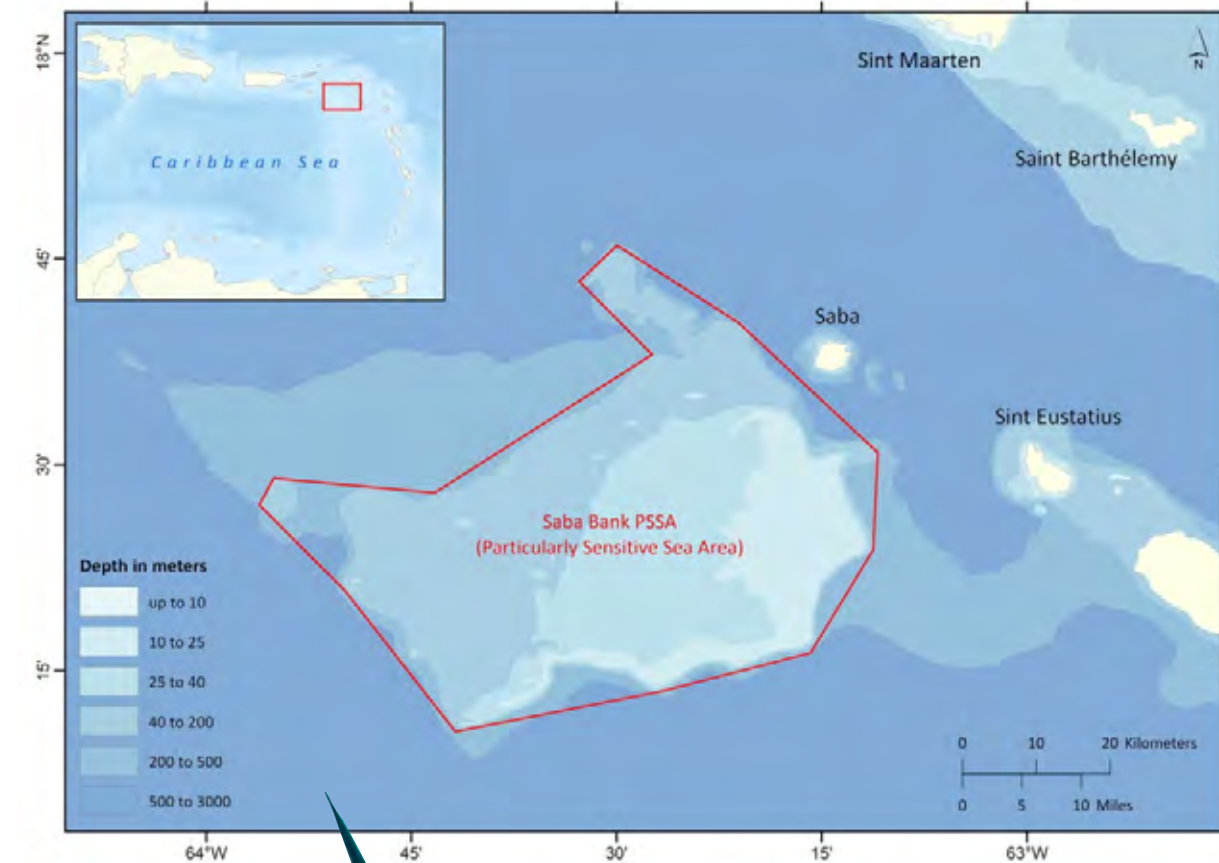 18°N
45'
30'
15'
Caribbean Sea
Sint Maarten
N
Saint Barthélemy
Saba
Sint Eustatius
Saba Bank PSSA
(Particularly Sensitive Sea Area)
Depth in meters
up to 10
10 to 25
25 to 40
40 to 200
200 to 500
500 to 3000
0 10 20 Kilometers
0 5 10 Miles
64°W 45' 30' 15' 63°W